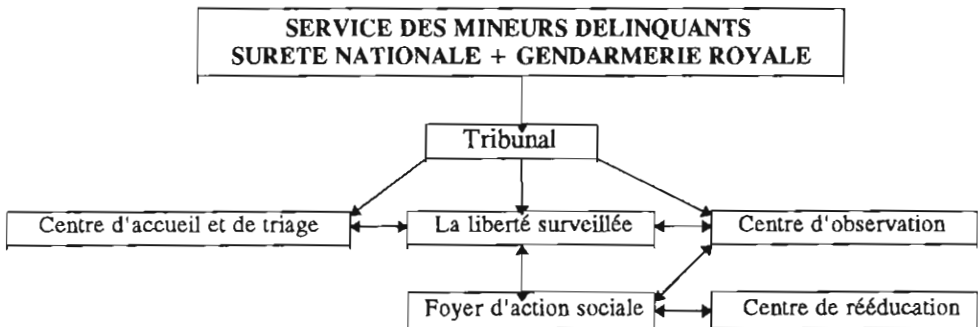 SERVICE DES MINEURS DELINQUANTS
SURETE NATIONALE + GENDARMERIE ROYALE
Tribunal
Centre d'accueil et de triage
La liberté surveillée
Centre d'observation
Foyer d'action sociale
Centre de rééducation